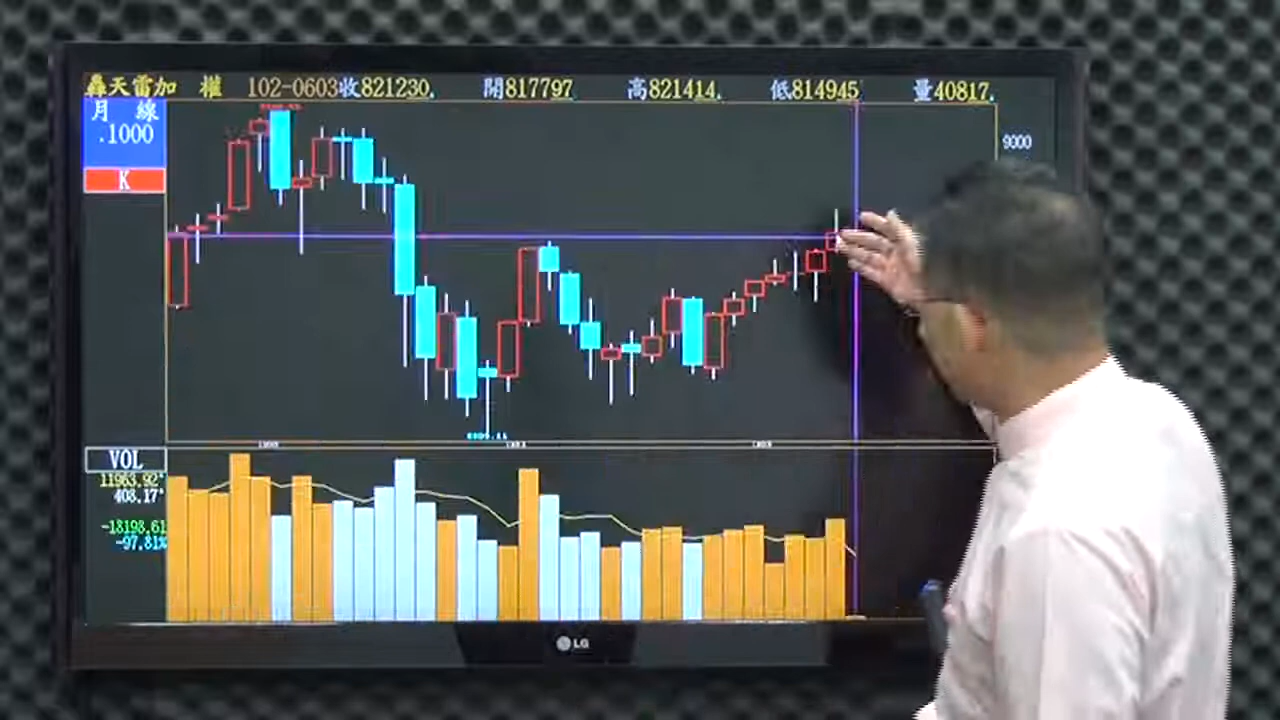 轟天雷加 權 102-0603收821230. 開817797 高821414. 低814945 量40817.
月 線
.1000
9000
K
VOL
11963.92
408.17
-18198.61
-97.81%
LG